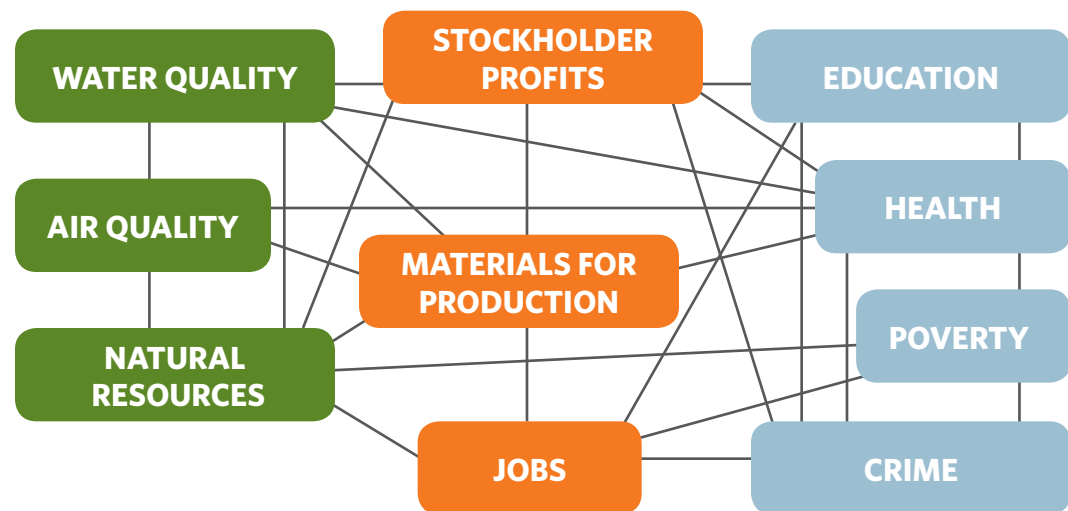 WATER QUALITY
STOCKHOLDER
PROFITS
EDUCATION
AIR QUALITY
HEALTH
MATERIALS FOR
PRODUCTION
NATURAL
RESOURCES
POVERTY
JOBS
CRIME